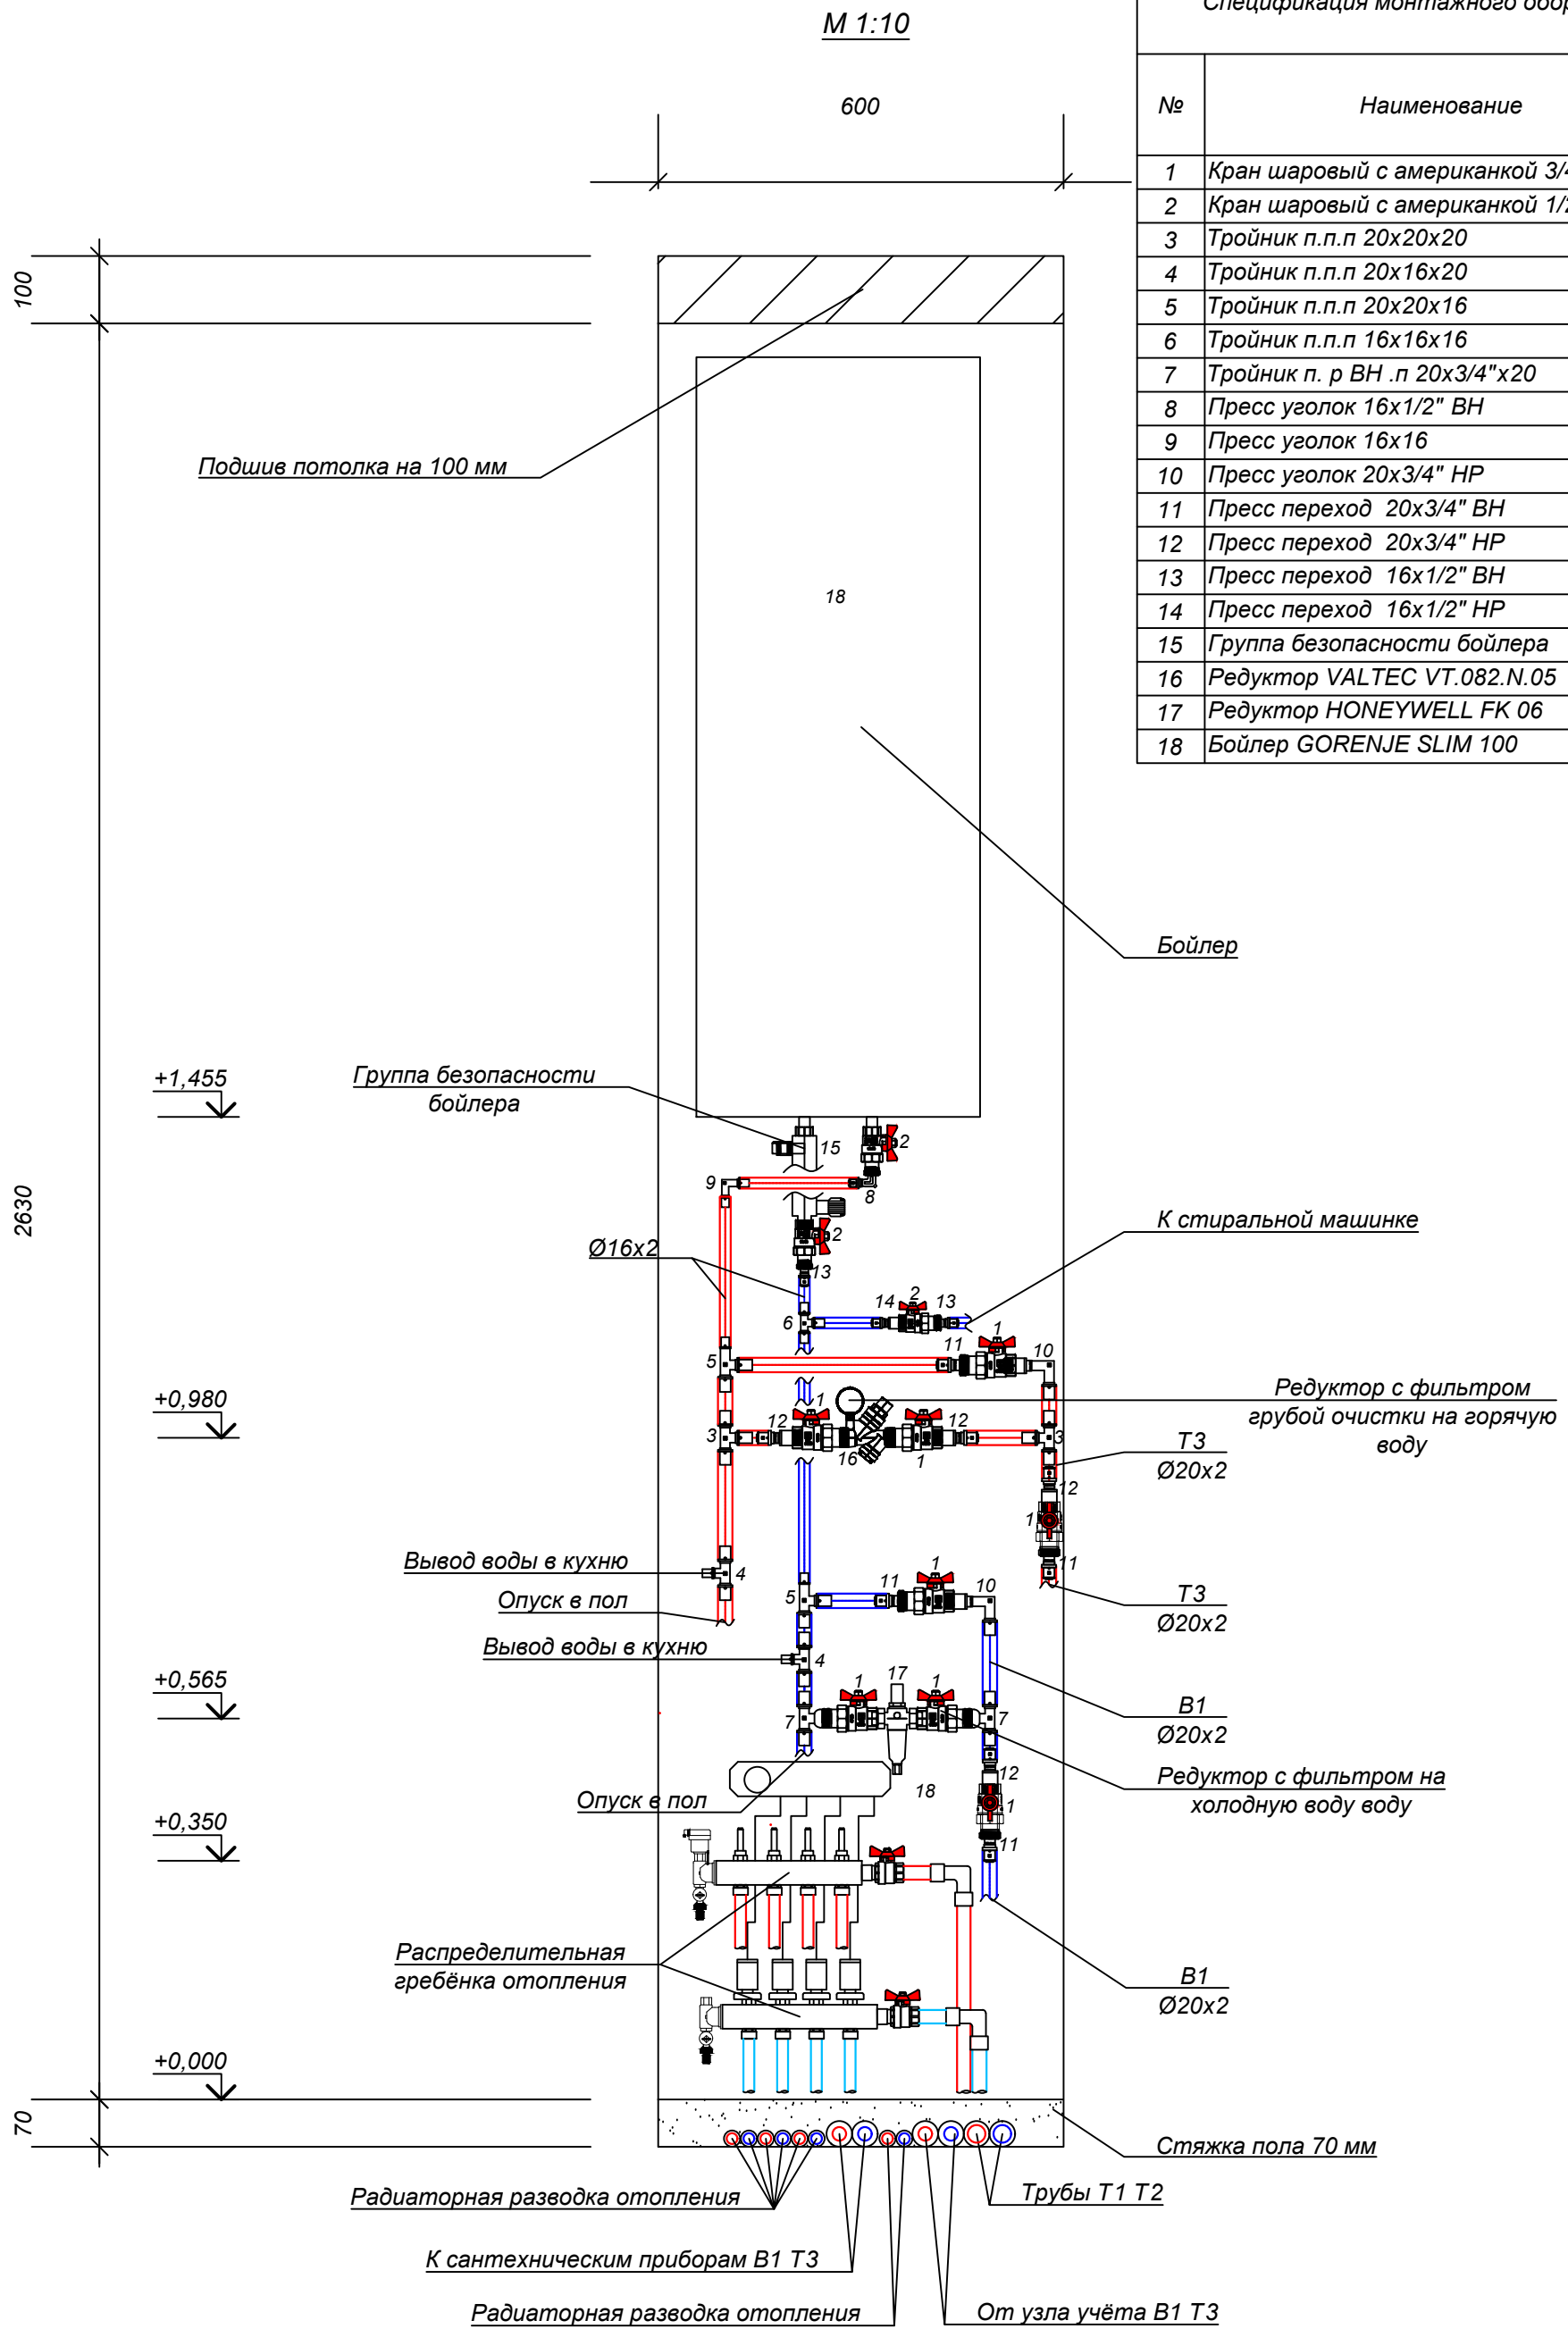 М 1:10
Спецификация монтажного
№
Наименование
1 Кран шаровый с американкой
2 Кран шаровый с американкой
3 Тройник п.п.п 20х20х20
4 Тройник п.п.п 20х16х20
5 Тройник п.п.п 20х20х16
6 Тройник п.п.п 16х16х16
7 Тройник п. р ВН .п 20х3/4"х20
8 Пресс уголок 16х1/2" ВН
9 Пресс уголок 16х16
10 Пресс уголок 20х3/4" НР
11 Пресс переход 20х3/4" ВН
12 Пресс переход 20х3/4" НР
13 Пресс переход 16х1/2" ВН
14 Пресс переход 16х1/2" НР
15 Группа безопасности бойлера
16 Редуктор VALTEC VT.082.N.05
17 Редуктор HONEYWELL FK 06
18 Бойлер GORENJE SLIM 100
600
100
Подшив потолка на 100 мм
18
Бойлер
+1,455
Группа безопасности
бойлера
15
2
9
8
2630
К стиральной машинке
Ø16х2
2
13
14
2
13
6
1
11
10
5
+0,980
Редуктор с фильтром
грубой очистки на горячую
воду
1
12
12
3
3
16
1
Т3
Ø20х2
12
1
11
Вывод воды в кухню
4
Опуск в пол
1
11
10
5
Т3
Ø20х2
Вывод воды в кухню
4
+0,565
1
17
1
7
7
В1
Ø20х2
Редуктор с фильтром на
холодную воду воду
12
18
1
Опуск в пол
+0,350
11
Распределительная
гребёнка отопления
В1
Ø20х2
+0,000
70
Стяжка пола 70 мм
Радиаторная разводка отопления
Трубы Т1 Т2
К сантехническим приборам В1 Т3
Радиаторная разводка отопления
От узла учёта В1 Т3